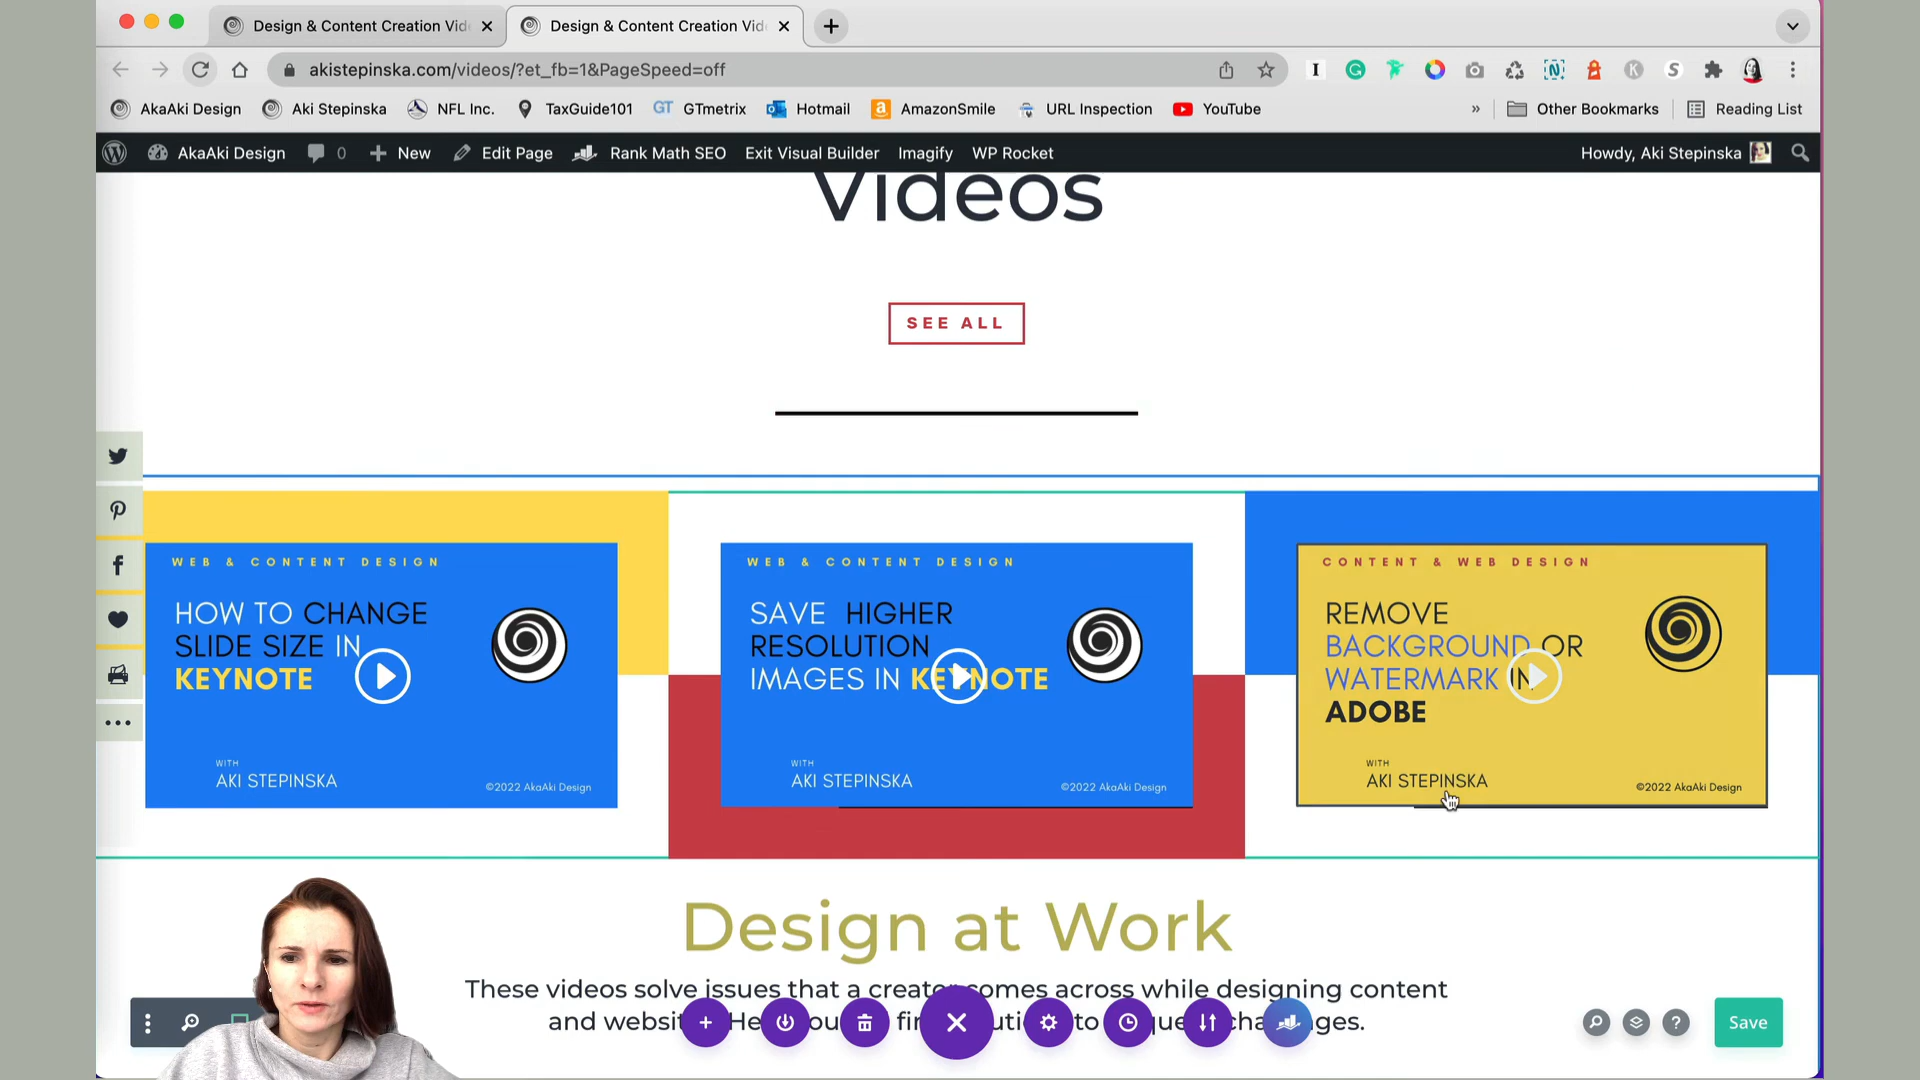 Design & Content Creation Vid
Design & Content Creation Vid
akistepinska.com/videos/?et_fb=1&PageSpeed=off
AkaAki Design
Aki Stepinska
NFL Inc.
TaxGuide101
GT GTmetrix
Hotmail
AmazonSmile
URL Inspection
YouTube
Other Bookmarks
Reading List
AkaAki Design
0
New
Edit Page
Rank Math SEO
Exit Visual Builder
Imagify
WP Rocket
Howdy, Aki Stepinska
Videos
SEE ALL
WEB & CONTENT DESIGN
HOW TO CHANGE
SLIDE SIZE IN
KEYNOTE
WITH
AKI STEPINSKA
©2022 AkaAki Design
WEB & CONTENT DESIGN
SAVE HIGHER
RESOLUTION
IMAGES IN KEYNOTE
WITH
AKI STEPINSKA
©2022 AkaAki Design
CONTENT & WEB DESIGN
REMOVE
BACKGROUND OR
WATERMARK IN
ADOBE
WITH
AKI STEPINSKA
©2022 AkaAki Design
Design at Work
These videos solve issues that a creator comes across while designing content
and
Save